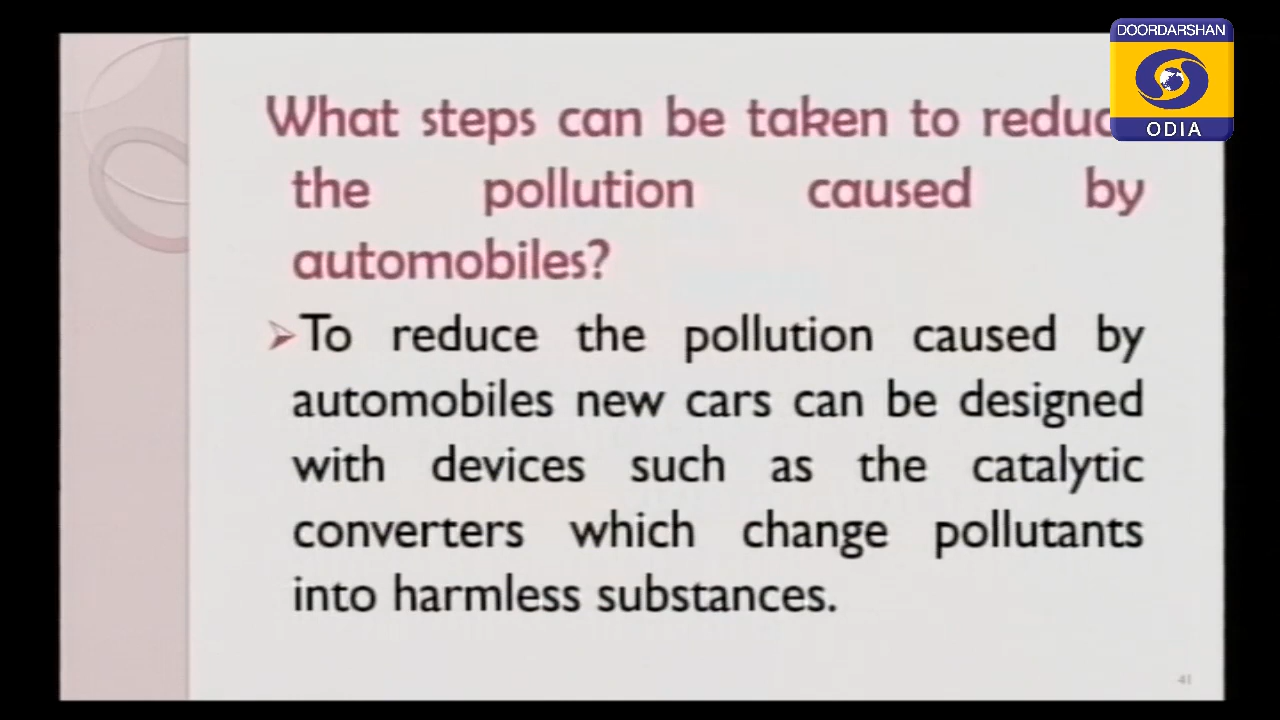 DOORDARSHAN
ODIA
What steps can be taken to reduc
the pollution caused by
automobiles?
To reduce the pollution caused by
automobiles new cars can be designed
with devices such as the catalytic
converters which change pollutants
into harmless substances.
41